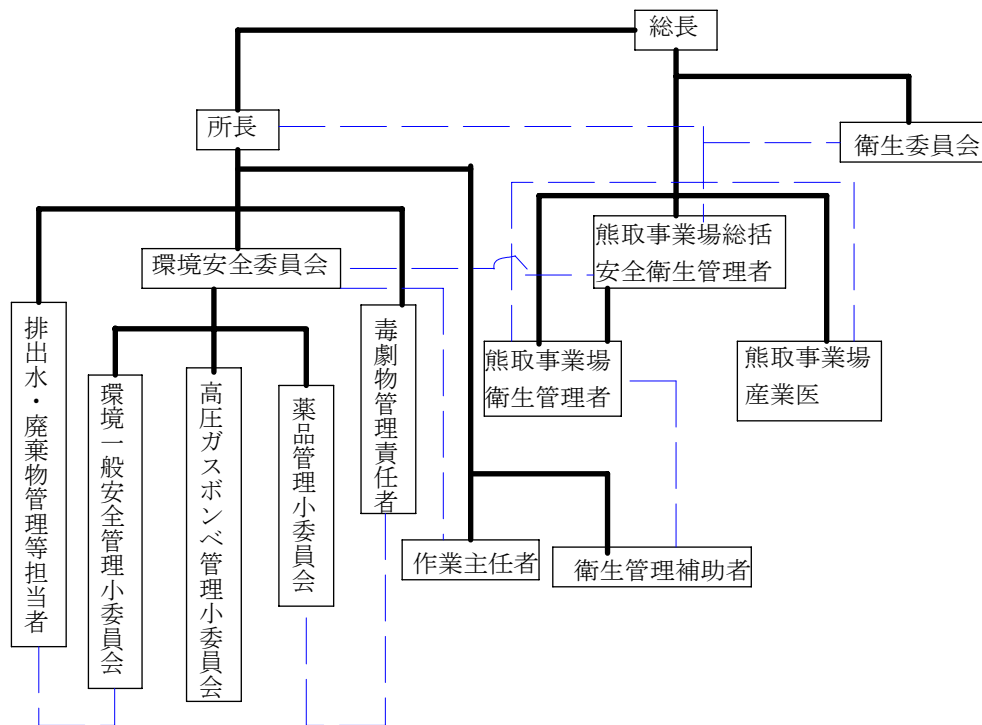 総長
所長
衛生委員会
熊取事業場総括
安全衛生管理者
環境安全委員会
排出水・廃棄物管理等担当者
環境一般安全管理小委員会
高圧ガスボンベ管理小委員会
薬品管理小委員会
毒劇物管理責任者
熊取事業場
衛生管理者
熊取事業場
産業医
作業主任者
衛生管理補助者